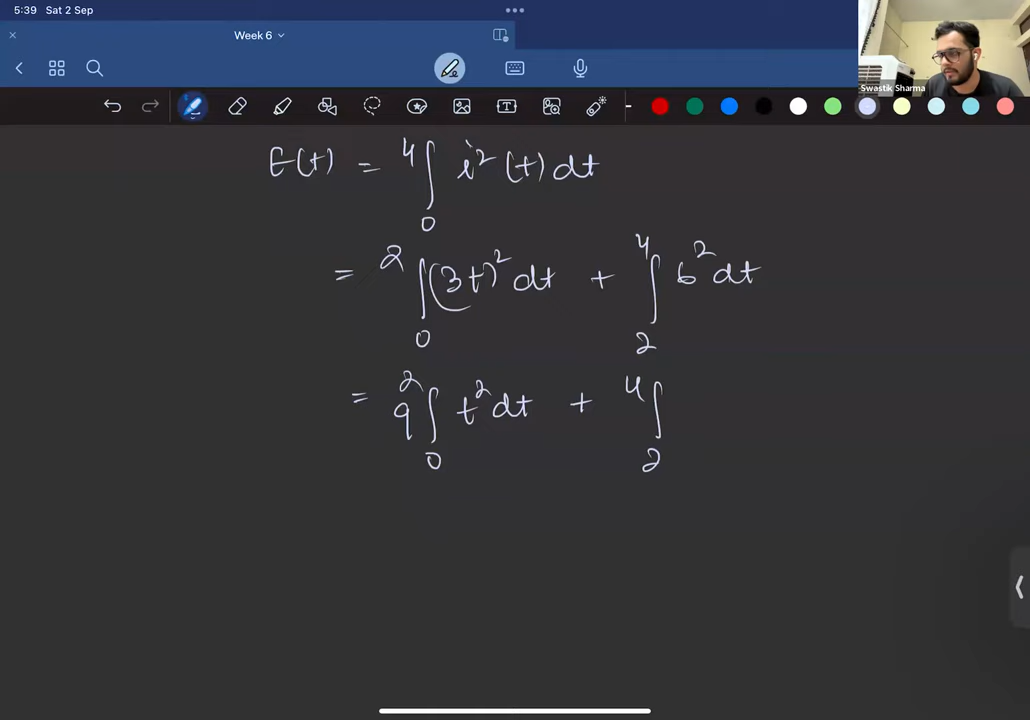 5:39 Sat 2 Sep
Week 6
Swastik Sharma
E(t) = ∫₀⁴ i²(t) dt
= ∫₀² (3t)² dt + ∫₂⁴ 6² dt
= 9 ∫₀² t² dt + ∫₂⁴